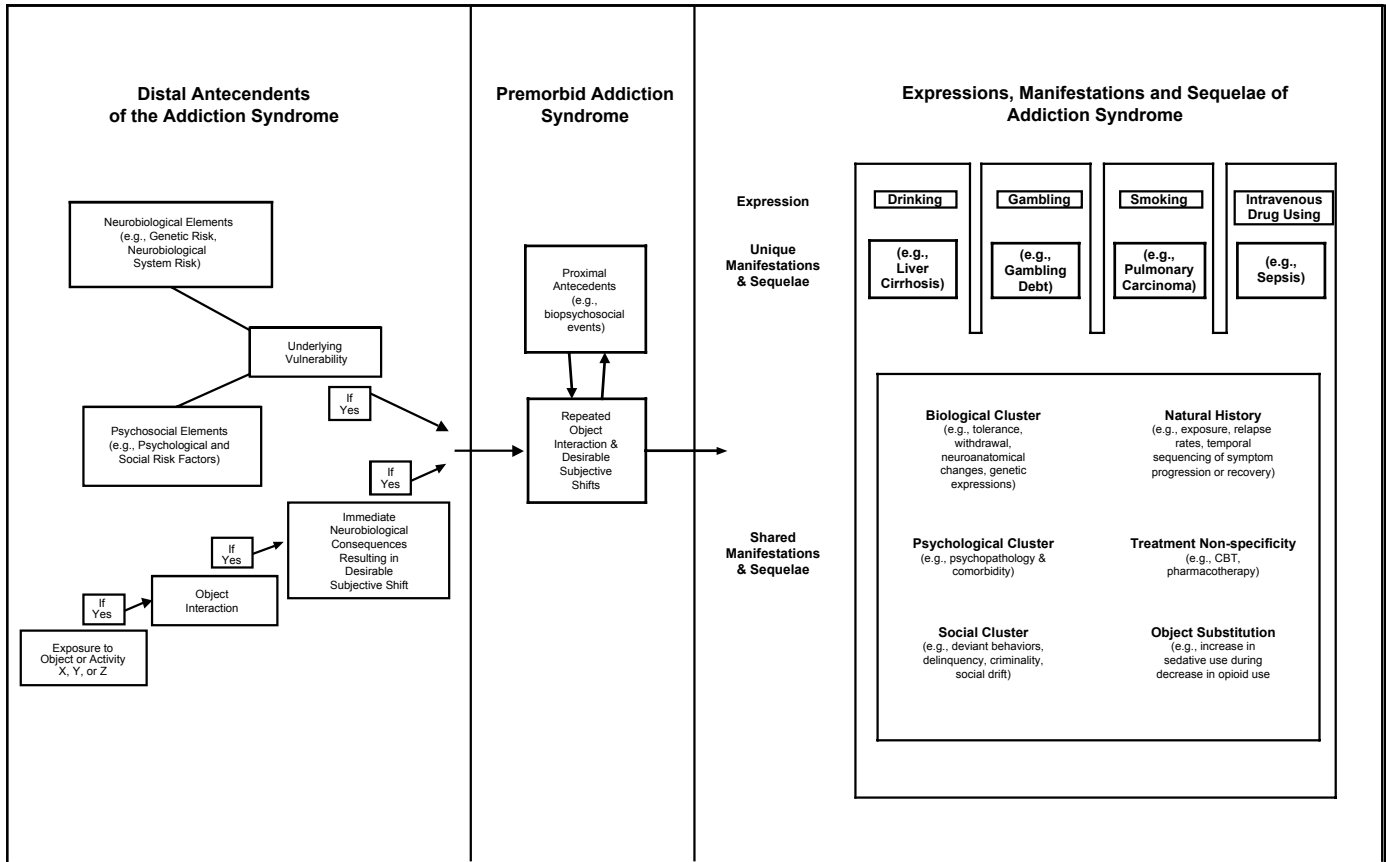 Distal Antecendents
of the Addiction Syndrome
Neurobiological Elements
(e.g., Genetic Risk,
Neurobiological
System Risk)
Underlying
Vulnerability
If
Yes
Psychosocial Elements
(e.g., Psychological and
Social Risk Factors)
If
Yes
Immediate
Neurobiological
Consequences
Resulting in
Desirable
Subjective Shift
If
Yes
Object
Interaction
If
Yes
Exposure to
Object or Activity
X, Y, or Z
Premorbid Addiction
Syndrome
Proximal
Antecedents
(e.g.,
biopsychosocial
events)
Repeated
Object
Interaction &
Desirable
Subjective
Shifts
Expressions, Manifestations and Sequelae of
Addiction Syndrome
Expression
Drinking
Gambling
Smoking
Intravenous
Drug Using
Unique
Manifestations
& Sequelae
(e.g.,
Liver
Cirrhosis)
(e.g.,
Gambling
Debt)
(e.g.,
Pulmonary
Carcinoma)
(e.g.,
Sepsis)
Shared
Manifestations
& Sequelae
Biological Cluster
(e.g., tolerance,
withdrawal,
neuroanatomical
changes, genetic
expressions)
Natural History
(e.g., exposure, relapse
rates, temporal
sequencing of symptom
progression or recovery)
Psychological Cluster
(e.g., psychopathology &
comorbidity)
Treatment Non-specificity
(e.g., CBT,
pharmacotherapy)
Social Cluster
(e.g., deviant behaviors,
delinquency, criminality,
social drift)
Object Substitution
(e.g., increase in
sedative use during
decrease in opioid use